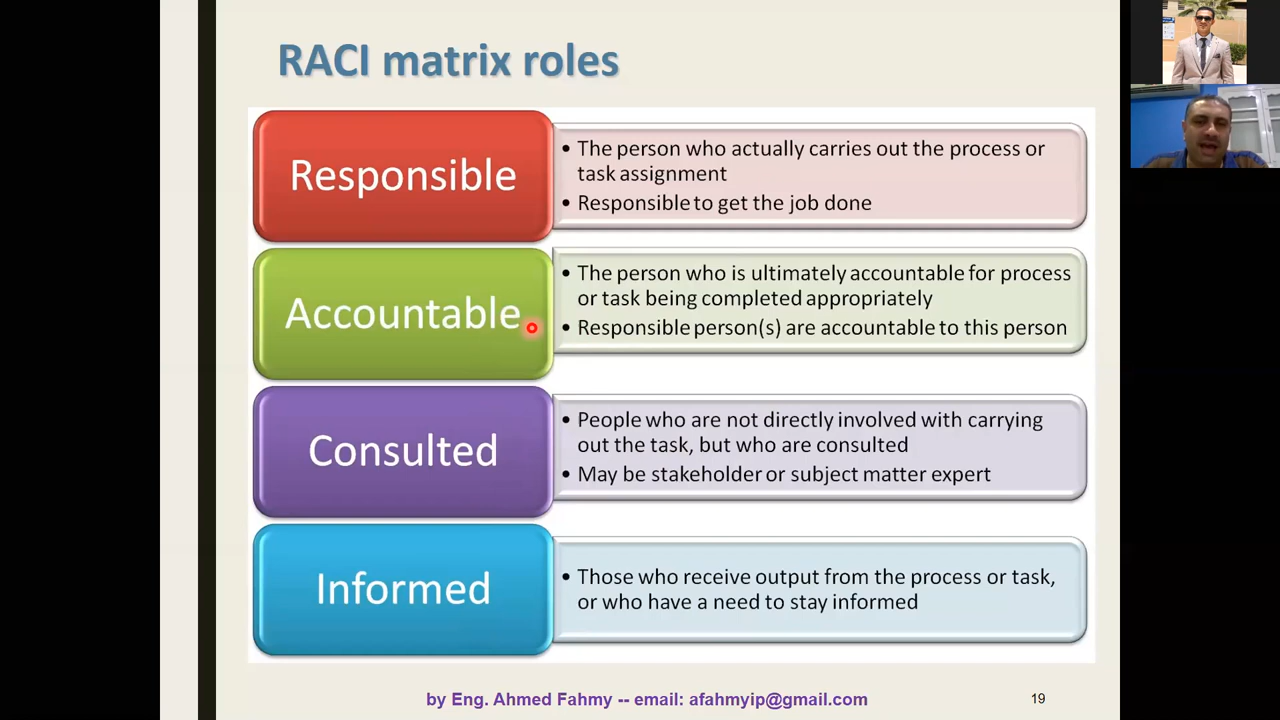 RACI matrix roles
Responsible
• The person who actually carries out the process or
task assignment
• Responsible to get the job done
Accountable
• The person who is ultimately accountable for process
or task being completed appropriately
• Responsible person(s) are accountable to this person
Consulted
• People who are not directly involved with carrying
out the task, but who are consulted
• May be stakeholder or subject matter expert
Informed
• Those who receive output from the process or task,
or who have a need to stay informed
by Eng. Ahmed Fahmy -- email: afahmyip@gmail.com
19